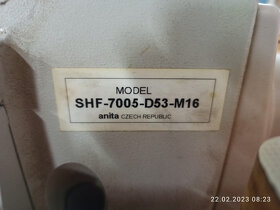 MODEL
SHF-7005-D53-M16
anita CZECH REPUBLIC
22.02.2023 08:23